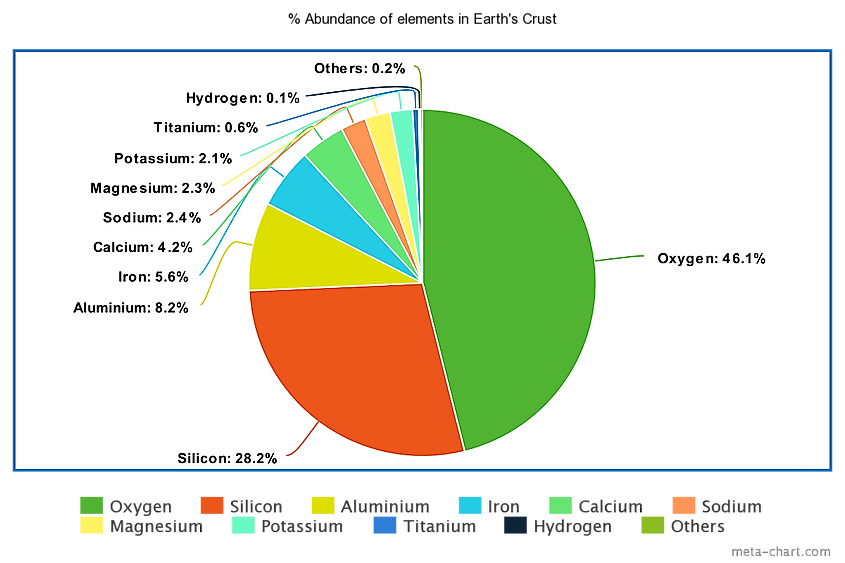 % Abundance of elements in Earth's Crust
Others: 0.2%
Hydrogen: 0.1%
Titanium: 0.6%
Potassium: 2.1%
Magnesium: 2.3%
Sodium: 2.4%
Calcium: 4.2%
Iron: 5.6%
Aluminium: 8.2%
Oxygen: 46.1%
Silicon: 28.2%
Oxygen Silicon Aluminium Iron Calcium Sodium
Magnesium Potassium Titanium Hydrogen Others
meta-chart.com